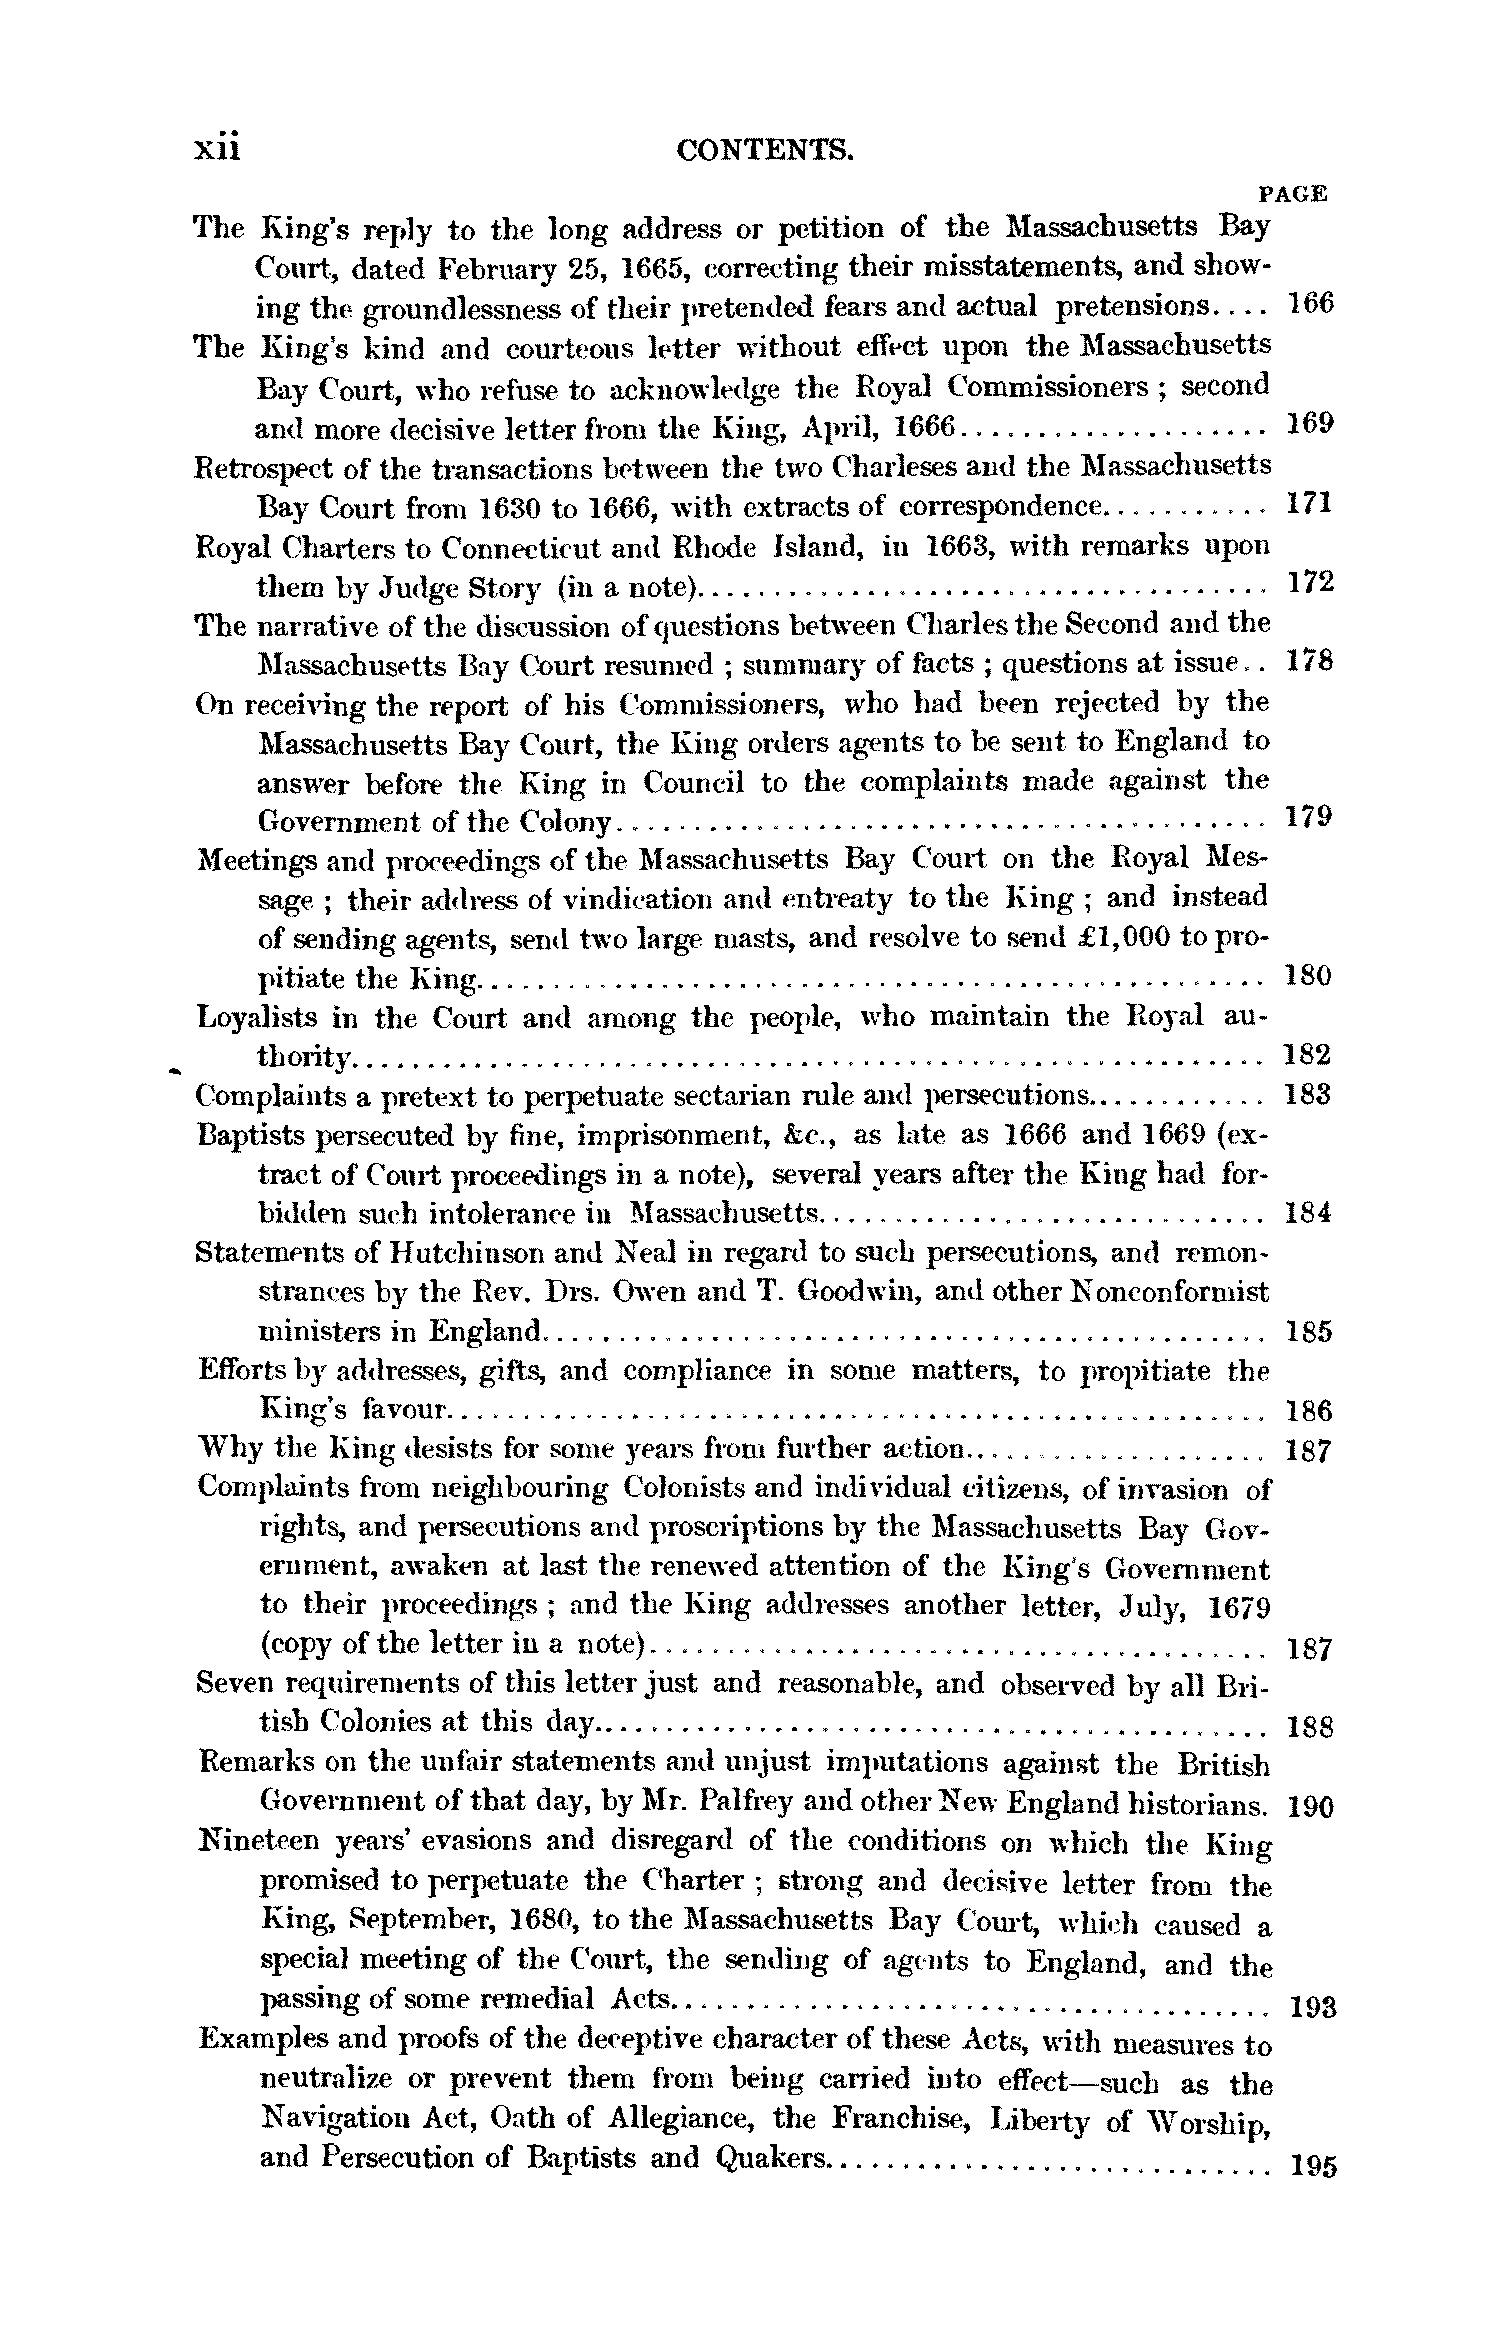 xii CONTENTS.
PAGE
The King's reply to the long address or petition of the Massachusetts Bay
Court, dated February 25, 1665, correcting their misstatements, and show-
ing the groundlessness of their pretended fears and actual pretensions.... 166
The King's kind and courteous letter without effect upon the Massachusetts
Bay Court, who refuse to acknowledge the Royal Commissioners ; second
and more decisive letter from the King, April, 1666.................... 169
Retrospect of the transactions between the two Charleses and the Massachusetts
Bay Court from 1630 to 1666, with extracts of correspondence........... 171
Royal Charters to Connecticut and Rhode Island, in 1663, with remarks upon
them by Judge Story (in a note)..................................... 172
The narrative of the discussion of questions between Charles the Second and the
Massachusetts Bay Court resumed ; summary of facts ; questions at issue.. 178
On receiving the report of his Commissioners, who had been rejected by the
Massachusetts Bay Court, the King orders agents to be sent to England to
answer before the King in Council to the complaints made against the
Government of the Colony.......................................... 179
Meetings and proceedings of the Massachusetts Bay Court on the Royal Mes-
sage ; their address of vindication and entreaty to the King ; and instead
of sending agents, send two large masts, and resolve to send £1,000 to pro-
pitiate the King................................................... 180
Loyalists in the Court and among the people, who maintain the Royal au-
thority........................................................... 182
Complaints a pretext to perpetuate sectarian rule and persecutions............ 183
Baptists persecuted by fine, imprisonment, &c., as late as 1666 and 1669 (ex-
tract of Court proceedings in a note), several years after the King had for-
bidden such intolerance in Massachusetts............................. 184
Statements of Hutchinson and Neal in regard to such persecutions, and remon-
strances by the Rev. Drs. Owen and T. Goodwin, and other Nonconformist
ministers in England............................................... 185
Efforts by addresses, gifts, and compliance in some matters, to propitiate the
King's favour..................................................... 186
Why the King desists for some years from further action.................... 187
Complaints from neighbouring Colonists and individual citizens, of invasion of
rights, and persecutions and proscriptions by the Massachusetts Bay Gov-
ernment, awaken at last the renewed attention of the King's Government
to their proceedings ; and the King addresses another letter, July, 1679
(copy of the letter in a note)........................................ 187
Seven requirements of this letter just and reasonable, and observed by all Bri-
tish Colonies at this day............................................ 188
Remarks on the unfair statements and unjust imputations against the British
Government of that day, by Mr. Palfrey and other New England historians. 190
Nineteen years' evasions and disregard of the conditions on which the King
promised to perpetuate the Charter ; strong and decisive letter from the
King, September, 1680, to the Massachusetts Bay Court, which caused a
special meeting of the Court, the sending of agents to England, and the
passing of some remedial Acts....................................... 193
Examples and proofs of the deceptive character of these Acts, with measures to
neutralize or prevent them from being carried into effect—such as the
Navigation Act, Oath of Allegiance, the Franchise, Liberty of Worship,
and Persecution of Baptists and Quakers............................. 195